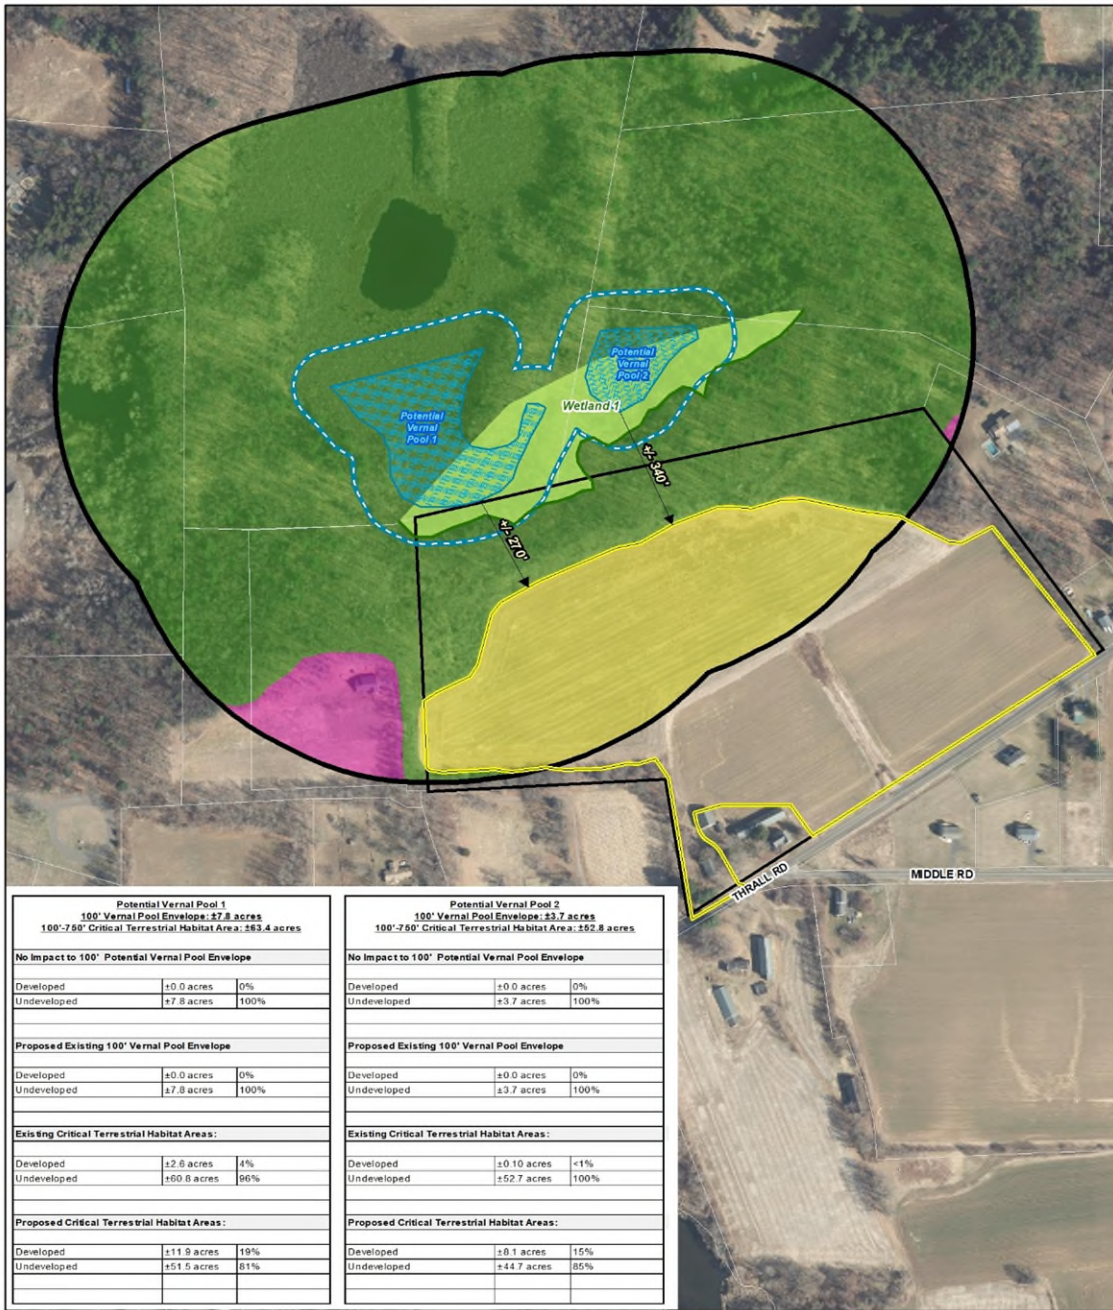 Potential
Vernal
Pool 2
Wetland 1
Potential
Vernal
Pool 1
+/- 340'
+/- 270'
MIDDLE RD
THRALL RD
Potential Vernal Pool 1
100' Vernal Pool Envelope: ±7.8 acres
100'-750' Critical Terrestrial Habitat Area: ±63.4 acres
No Impact to 100' Potential Vernal Pool Envelope
Developed ±0.0 acres 0%
Undeveloped ±7.8 acres 100%
Proposed Existing 100' Vernal Pool Envelope
Developed ±0.0 acres 0%
Undeveloped ±7.8 acres 100%
Existing Critical Terrestrial Habitat Areas:
Developed ±2.6 acres 4%
Undeveloped ±60.8 acres 96%
Proposed Critical Terrestrial Habitat Areas:
Developed ±11.9 acres 19%
Undeveloped ±51.5 acres 81%
Potential Vernal Pool 2
100' Vernal Pool Envelope: ±3.7 acres
100'-750' Critical Terrestrial Habitat Area: ±52.8 acres
No Impact to 100' Potential Vernal Pool Envelope
Developed ±0.0 acres 0%
Undeveloped ±3.7 acres 100%
Proposed Existing 100' Vernal Pool Envelope
Developed ±0.0 acres 0%
Undeveloped ±3.7 acres 100%
Existing Critical Terrestrial Habitat Areas:
Developed ±0.10 acres <1%
Undeveloped ±52.7 acres 100%
Proposed Critical Terrestrial Habitat Areas:
Developed ±8.1 acres 15%
Undeveloped ±44.7 acres 85%